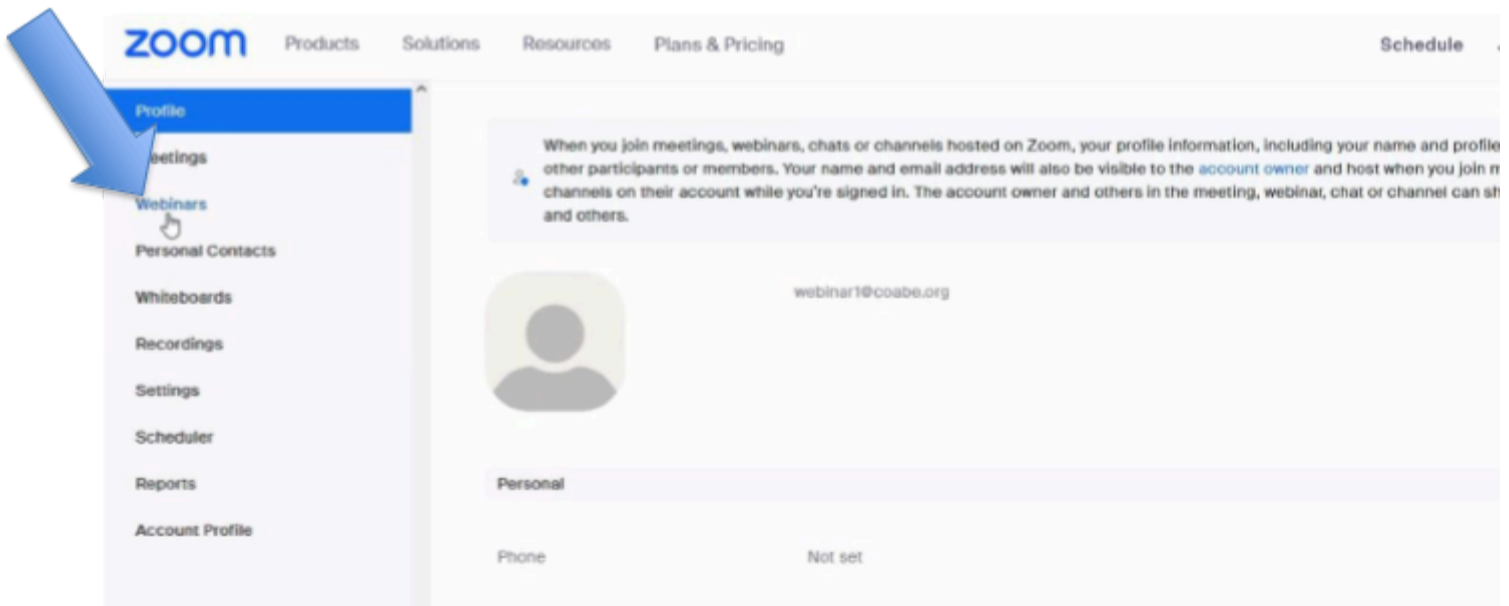 zoom Products Solutions Resources Plans & Pricing Schedule
Profile
eetings
Webinars
Personal Contacts
Whiteboards
Recordings
Settings
Scheduler
Reports
Account Profile
When you join meetings, webinars, chats or channels hosted on Zoom, your profile information, including your name and profile
other participants or members. Your name and email address will also be visible to the account owner and host when you join m
channels on their account while you're signed in. The account owner and others in the meeting, webinar, chat or channel can sh
and others.
webinar1@coabe.org
Personal
Phone Not set